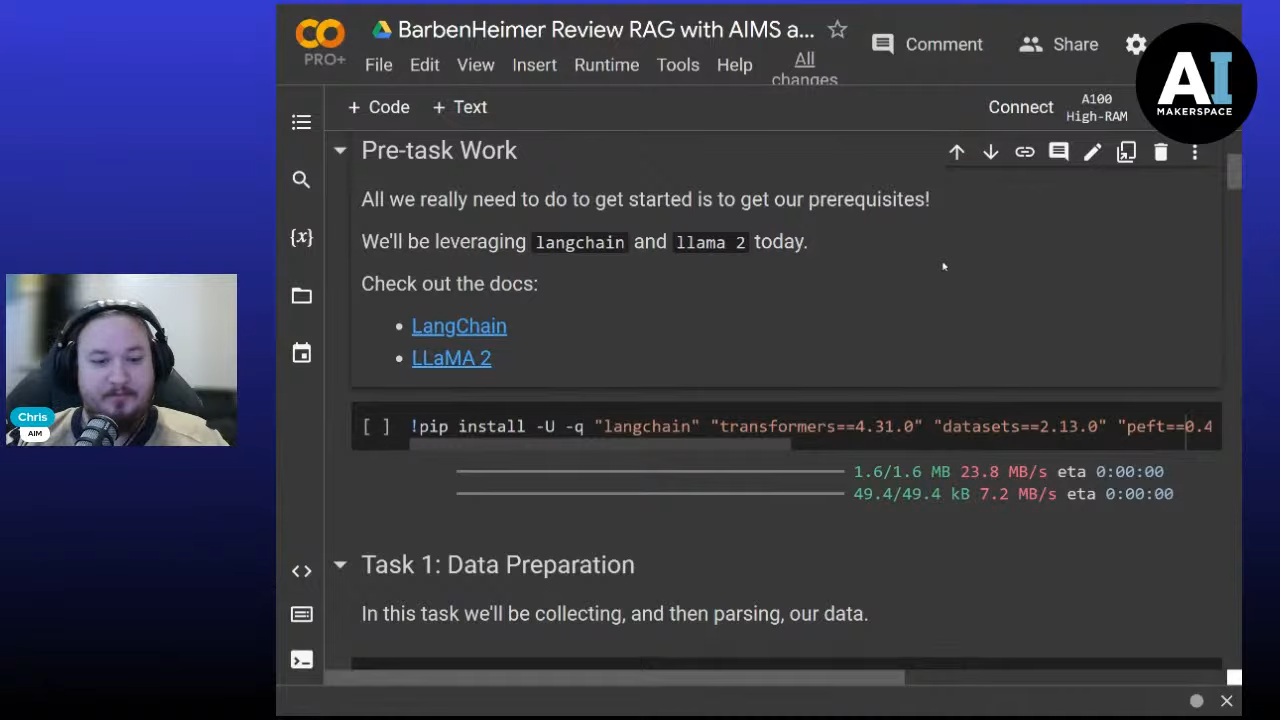 BarbenHeimer Review RAG with AIMS a...
PRO+
File Edit View Insert Runtime Tools Help
All changes
Comment
Share
AI
MAKERSPACE
+ Code + Text
Connect
A100
High-RAM
Pre-task Work
All we really need to do to get started is to get our prerequisites!
We'll be leveraging langchain and llama 2 today.
Check out the docs:
• LangChain
• LLaMA 2
[ ] !pip install -U -q "langchain" "transformers==4.31.0" "datasets==2.13.0" "peft==0.4
1.6/1.6 MB 23.8 MB/s eta 0:00:00
49.4/49.4 kB 7.2 MB/s eta 0:00:00
Task 1: Data Preparation
In this task we'll be collecting, and then parsing, our data.
Chris
AIM